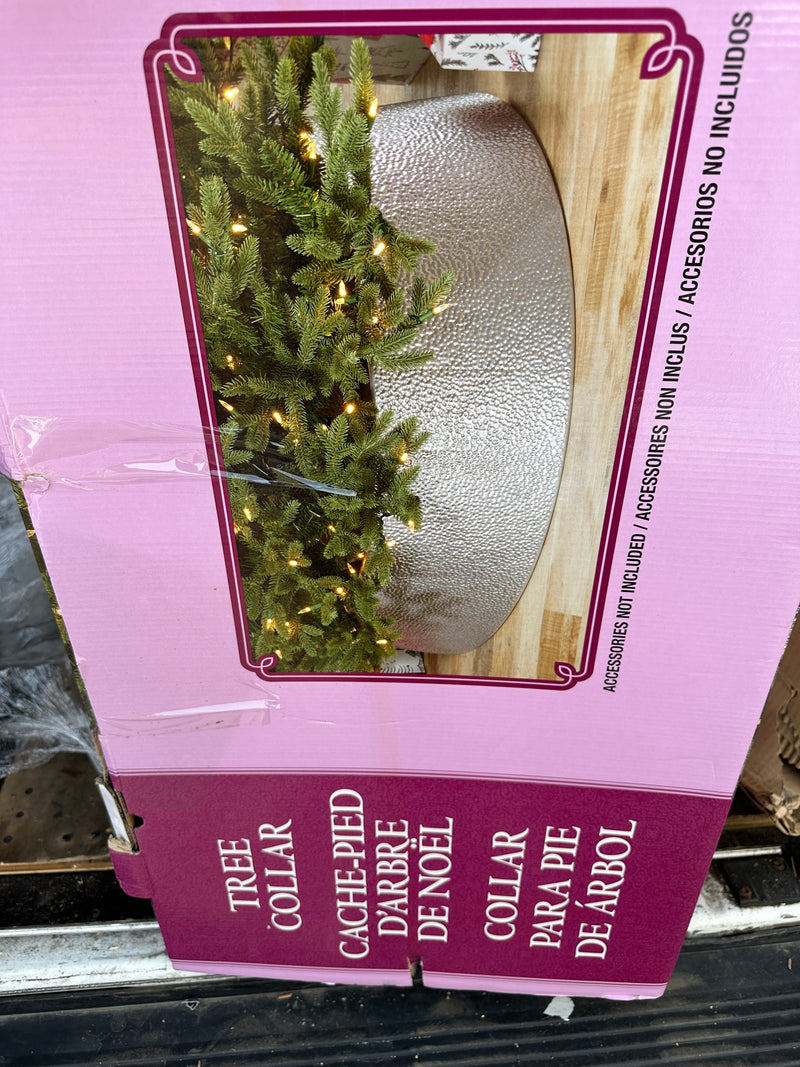 ACCESSORIES NOT INCLUDED / ACCESSOIRES NON INCLUS / ACCESORIOS NO INCLUIDOS
TREE
COLLAR
CACHE-PIED
D'ARBRE
DE NOËL
COLLAR
PARA PIE
DE ÁRBOL